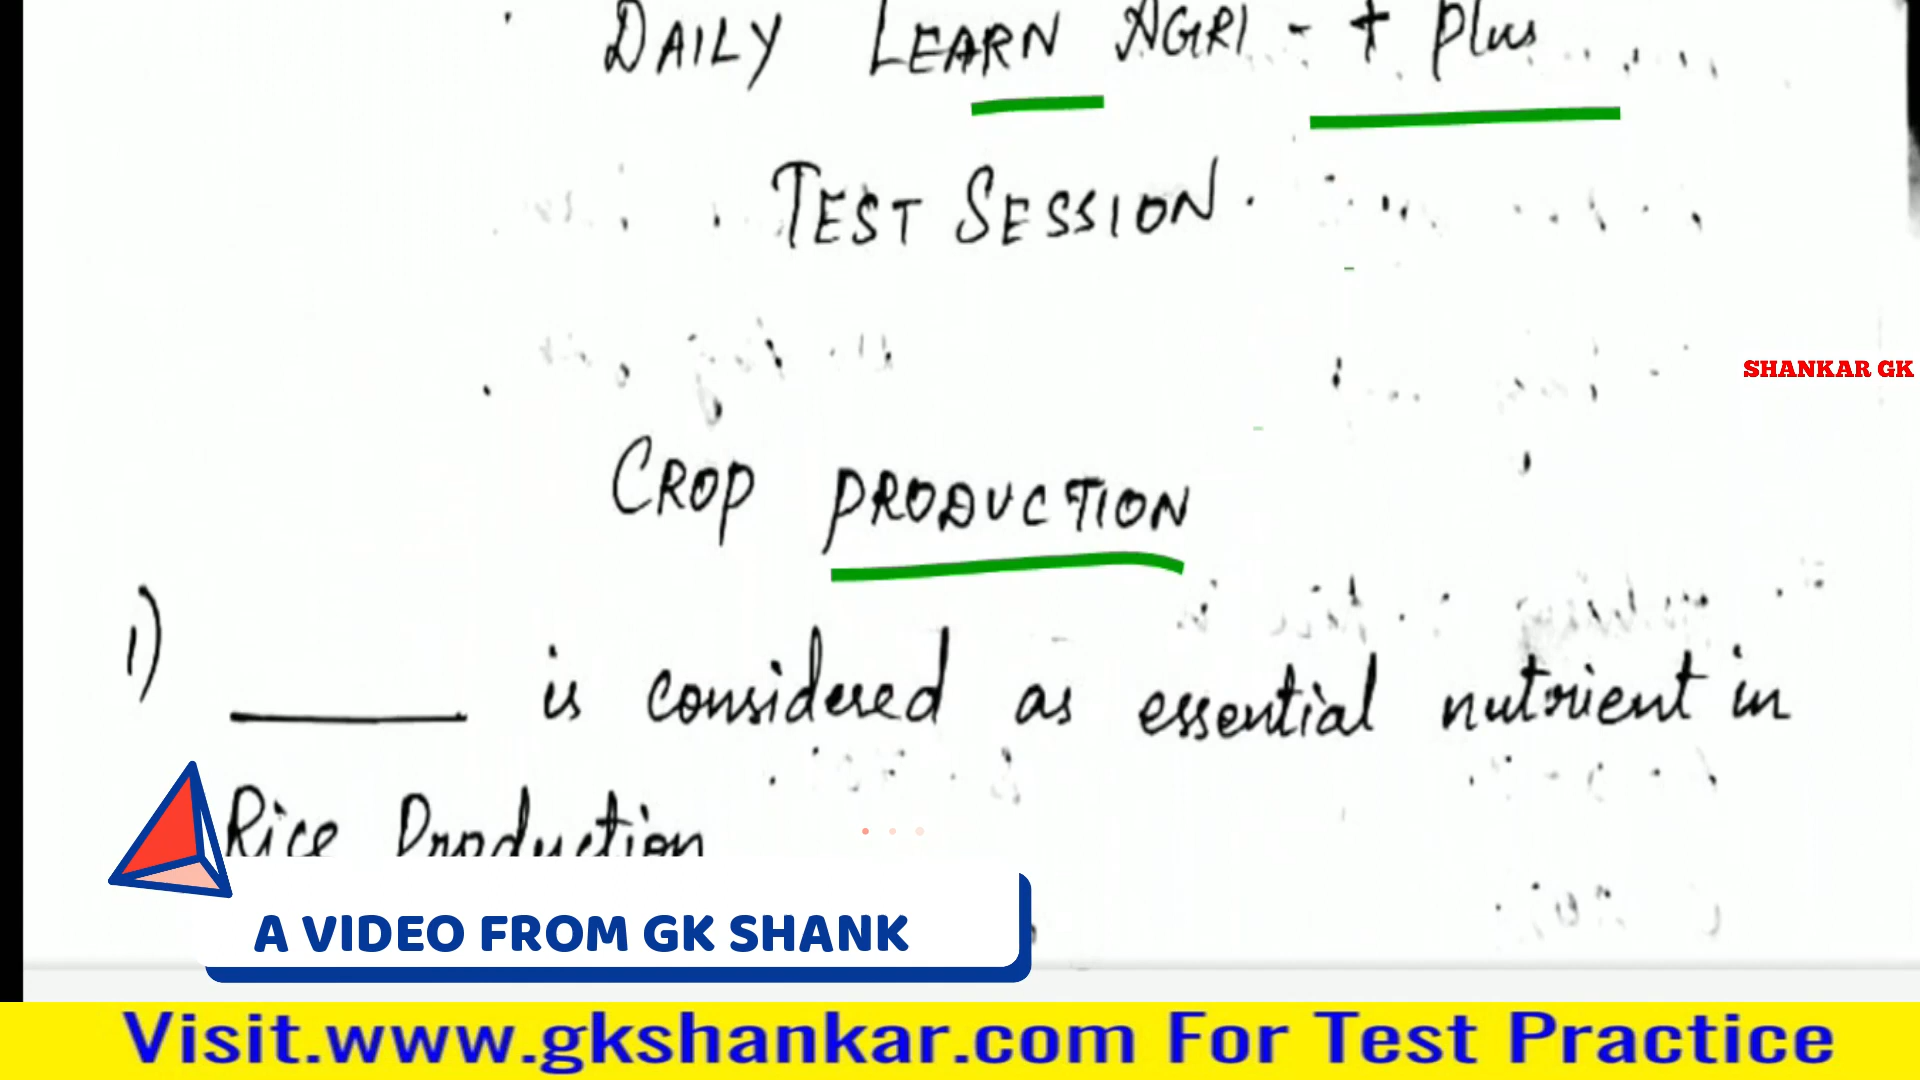 DAILY LEARN AGRI - + Plus
TEST SESSION.
SHANKAR GK
CROP PRODUCTION
1) ______ is considered as essential nutrient in
Rice Production
A VIDEO FROM GK SHANK
Visit.www.gkshankar.com For Test Practice